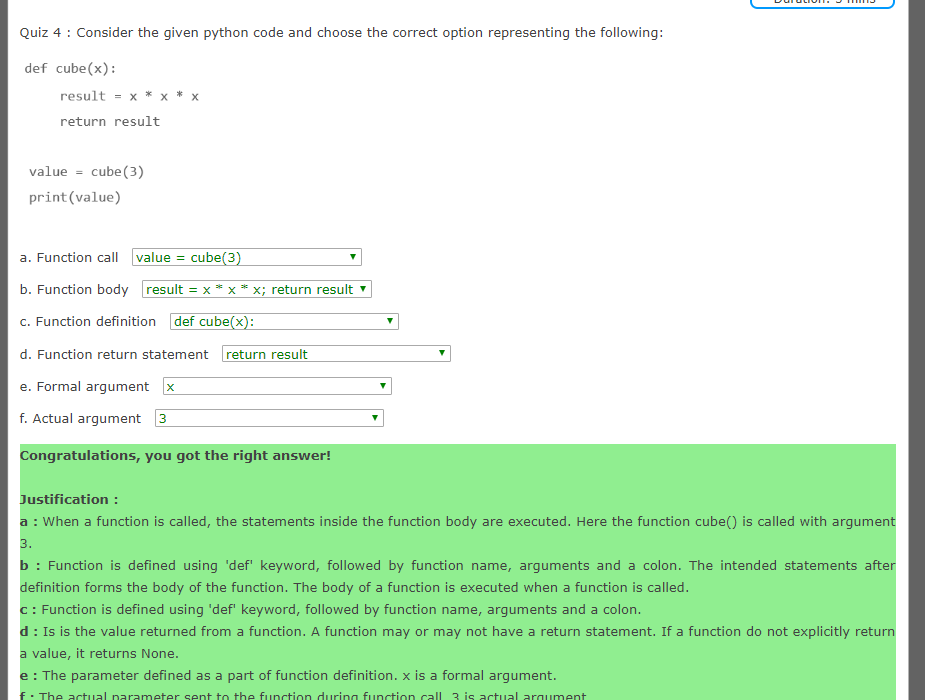 Duration: 5 mins
Quiz 4 : Consider the given python code and choose the correct option representing the following:
def cube(x):
result = x * x * x
return result
value = cube(3)
print(value)
a. Function call value = cube(3)
b. Function body result = x * x * x; return result
c. Function definition def cube(x):
d. Function return statement return result
e. Formal argument x
f. Actual argument 3
Congratulations, you got the right answer!
Justification :
a : When a function is called, the statements inside the function body are executed. Here the function cube() is called with argument
3.
b : Function is defined using 'def' keyword, followed by function name, arguments and a colon. The intended statements after
definition forms the body of the function. The body of a function is executed when a function is called.
c : Function is defined using 'def' keyword, followed by function name, arguments and a colon.
d : Is is the value returned from a function. A function may or may not have a return statement. If a function do not explicitly return
a value, it returns None.
e : The parameter defined as a part of function definition. x is a formal argument.
f : The actual parameter sent to the function during function call. 3 is actual argument